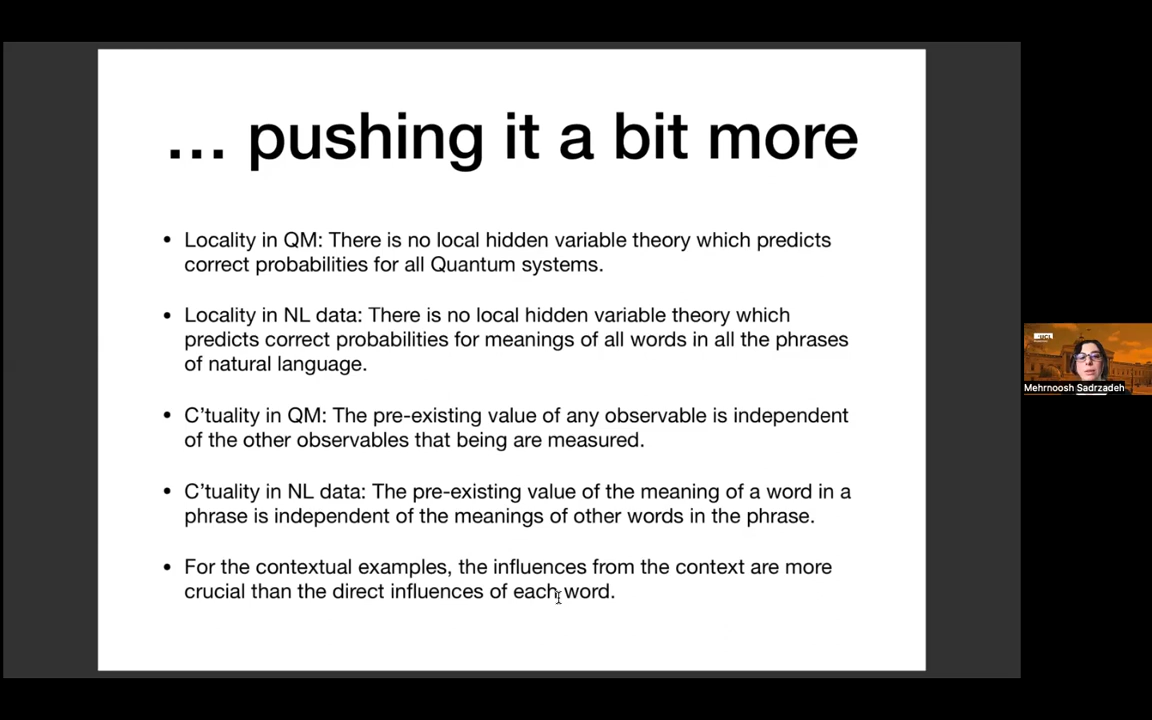 ... pushing it a bit more
• Locality in QM: There is no local hidden variable theory which predicts
correct probabilities for all Quantum systems.
• Locality in NL data: There is no local hidden variable theory which
predicts correct probabilities for meanings of all words in all the phrases
of natural language.
• C'tuality in QM: The pre-existing value of any observable is independent
of the other observables that being are measured.
• C'tuality in NL data: The pre-existing value of the meaning of a word in a
phrase is independent of the meanings of other words in the phrase.
• For the contextual examples, the influences from the context are more
crucial than the direct influences of each word.
UCL
Mehrnoosh Sadrzadeh